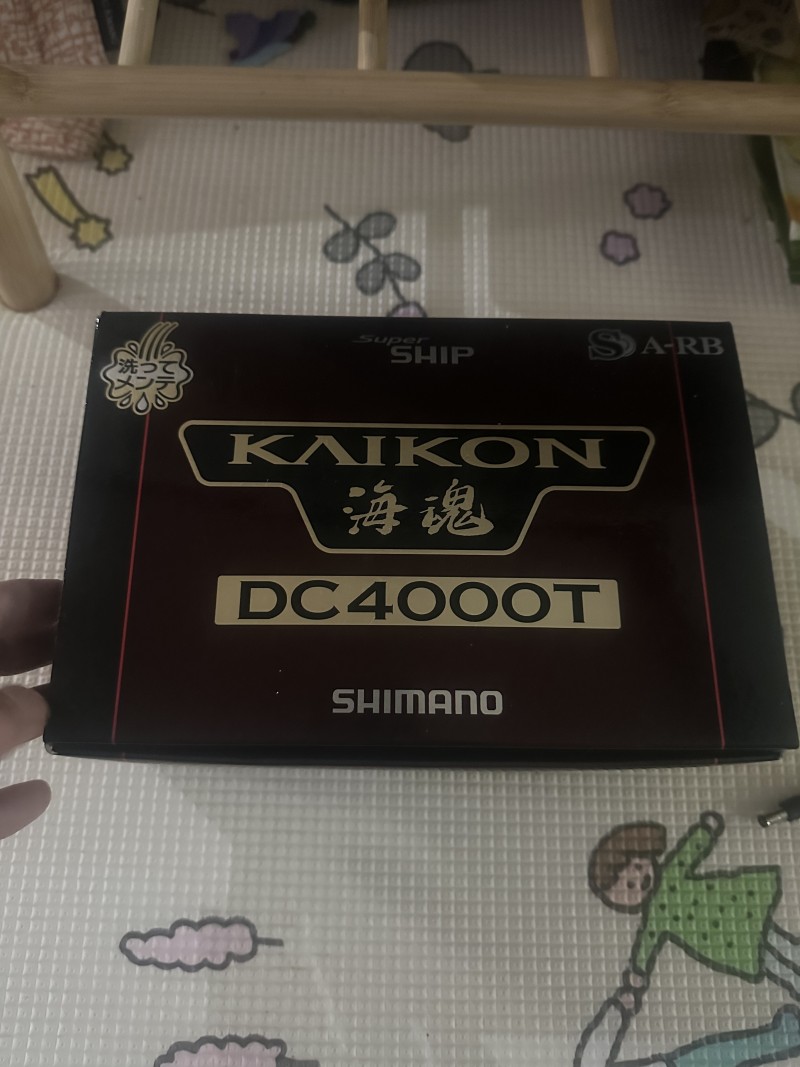 洗って
メンテ
Super
SHIP
S A-RB
KAIKON
海魂
DC4000T
SHIMANO